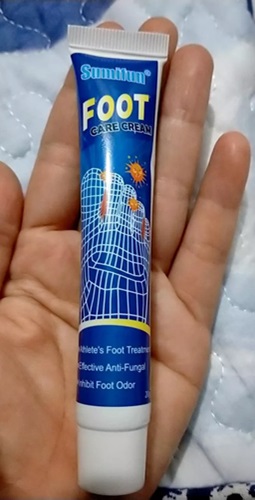 Sumifun®
FOOT
CARE CREAM
Athlete's Foot Treatment
Effective Anti-Fungal
Inhibit Foot Odor